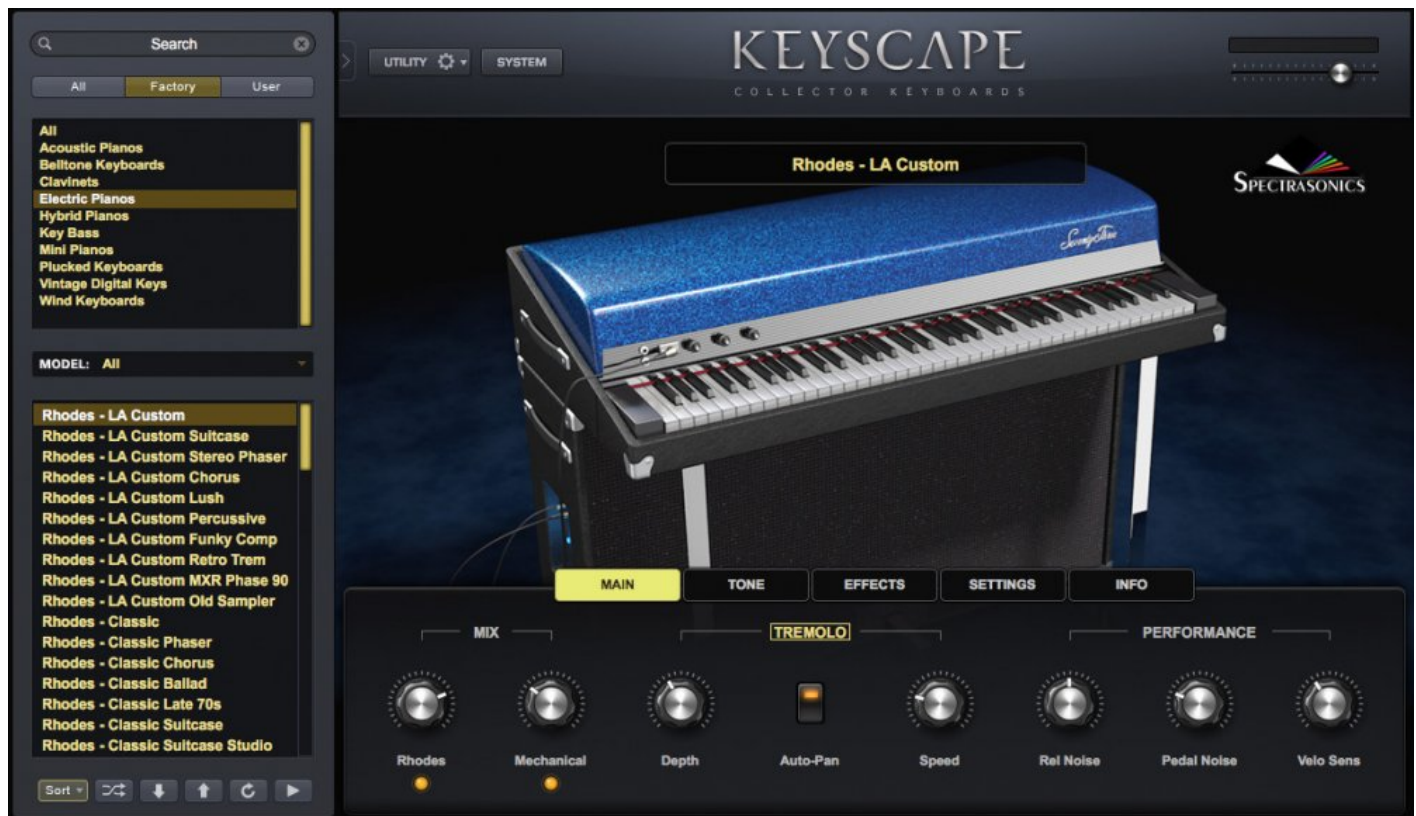 Search
All
Factory
User
All
Acoustic Pianos
Belltone Keyboards
Clavinets
Electric Pianos
Hybrid Pianos
Key Bass
Mini Pianos
Plucked Keyboards
Vintage Digital Keys
Wind Keyboards
MODEL: All
Rhodes - LA Custom
Rhodes - LA Custom Suitcase
Rhodes - LA Custom Stereo Phaser
Rhodes - LA Custom Chorus
Rhodes - LA Custom Lush
Rhodes - LA Custom Percussive
Rhodes - LA Custom Funky Comp
Rhodes - LA Custom Retro Trem
Rhodes - LA Custom MXR Phase 90
Rhodes - LA Custom Old Sampler
Rhodes - Classic
Rhodes - Classic Phaser
Rhodes - Classic Chorus
Rhodes - Classic Ballad
Rhodes - Classic Late 70s
Rhodes - Classic Suitcase
Rhodes - Classic Suitcase Studio
Sort
UTILITY
SYSTEM
KEYSCAPE
COLLECTOR KEYBOARDS
Rhodes - LA Custom
SPECTRASONICS
MAIN
TONE
EFFECTS
SETTINGS
INFO
MIX
TREMOLO
PERFORMANCE
Rhodes
Mechanical
Depth
Auto-Pan
Speed
Rel Noise
Pedal Noise
Velo Sens